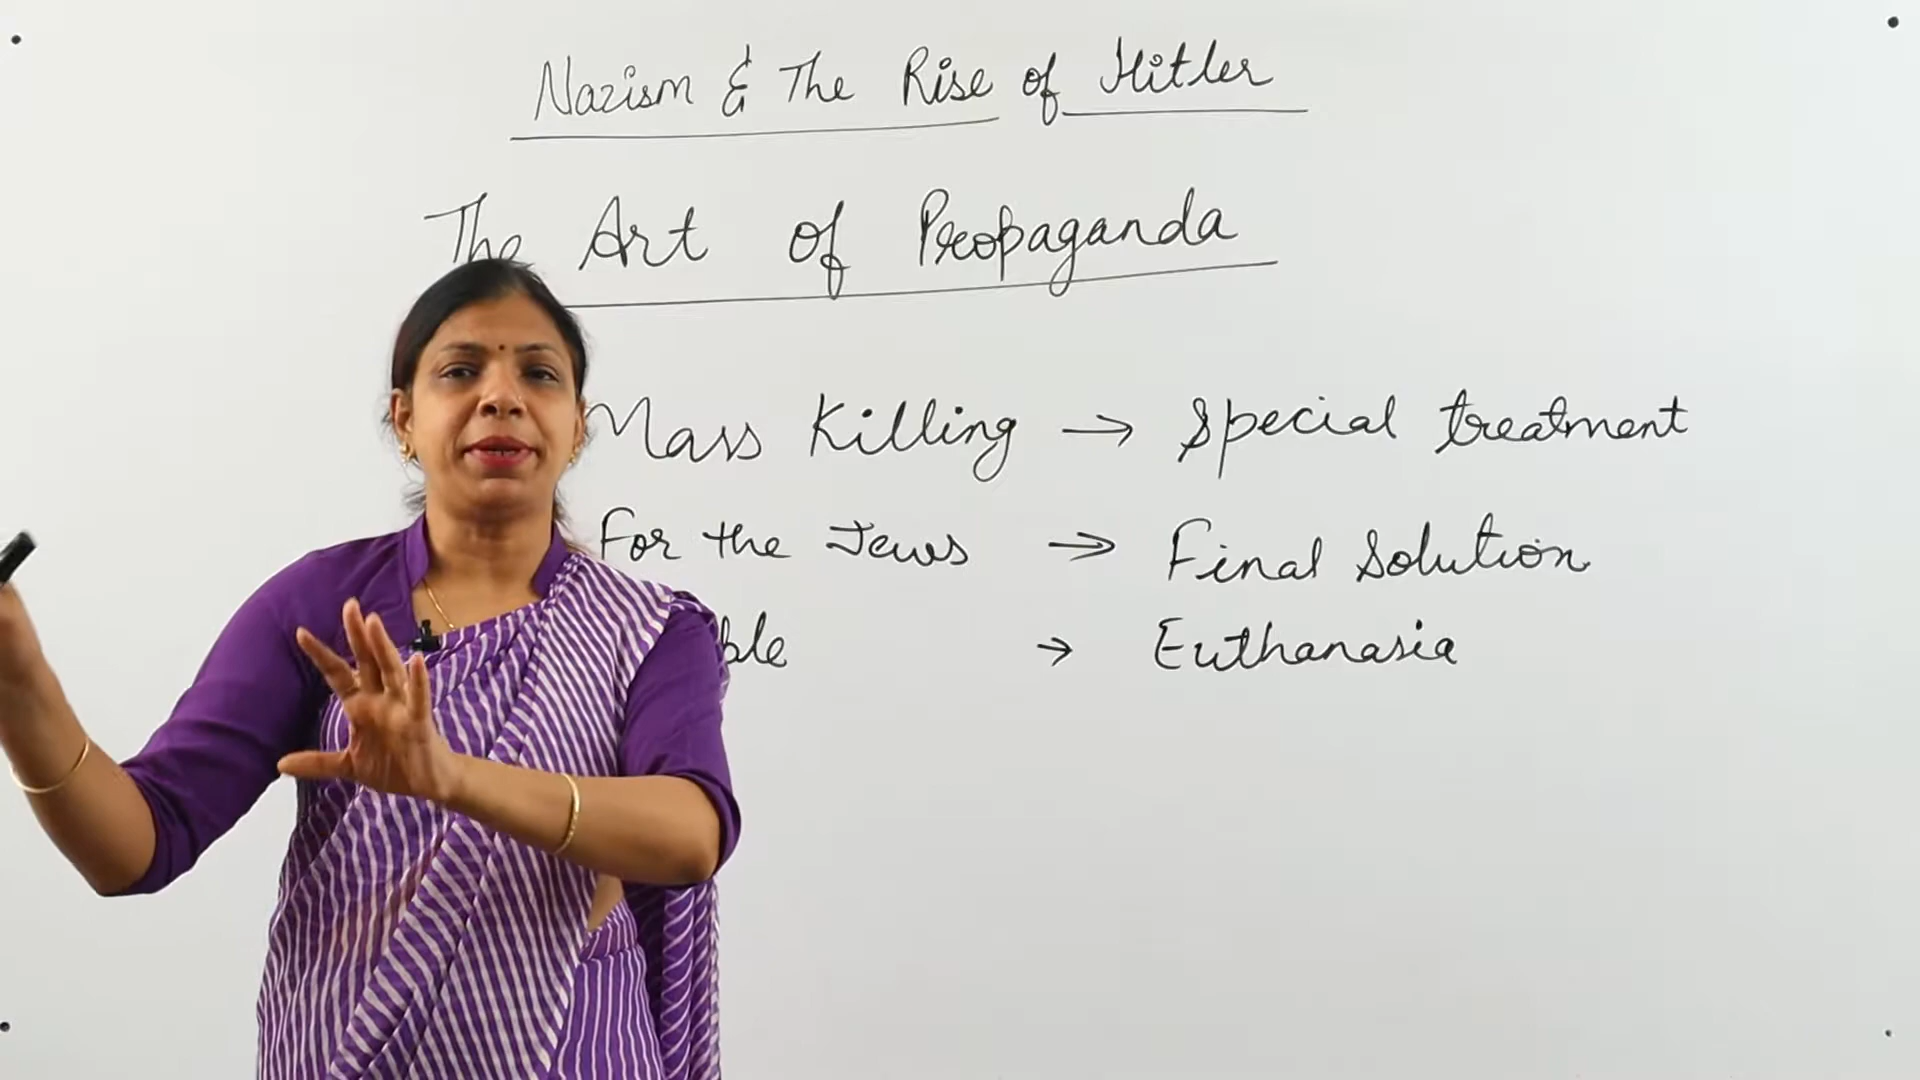 Nazism & The Rise of Hitler
The Art of Propaganda
Mass Killing → Special treatment
For the Jews → Final Solution
→ Euthanasia